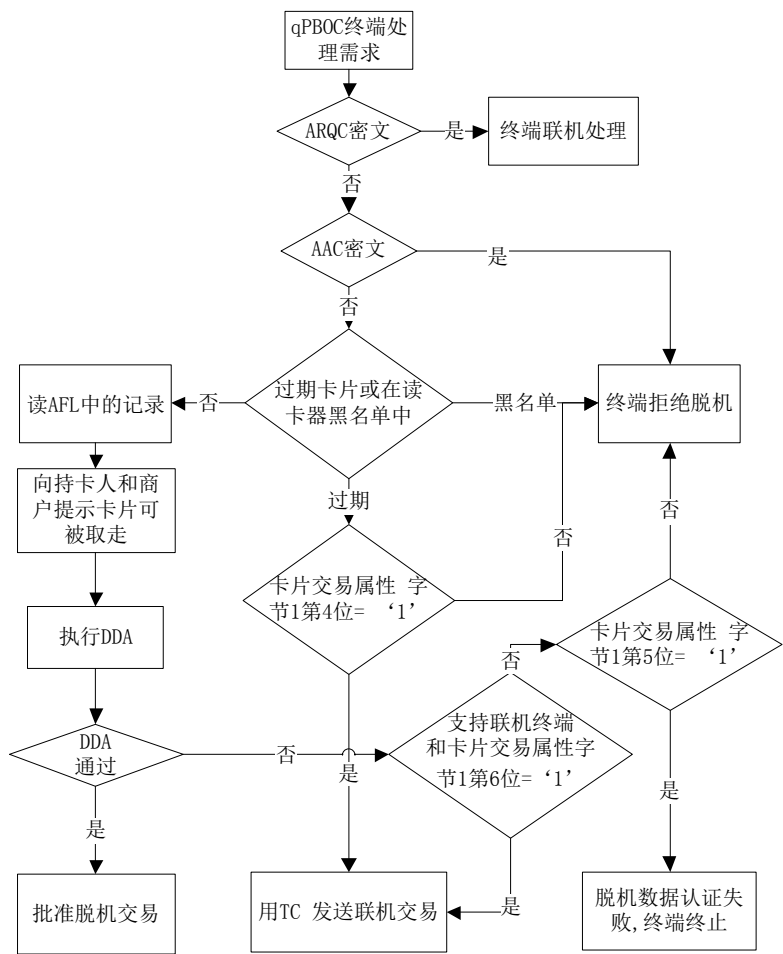 qPBOC终端处
理需求
ARQC密文
是
终端联机处理
否
AAC密文
是
否
过期卡片或在读
卡器黑名单中
否
读AFL中的记录
黑名单
终端拒绝脱机
向持卡人和商
户提示卡片可
被取走
过期
否
否
卡片交易属性 字
节1第4位= ‘1’
执行DDA
卡片交易属性 字
节1第5位= ‘1’
否
支持联机终端
和卡片交易属性字
节1第6位= ‘1’
DDA
通过
否
是
是
是
是
批准脱机交易
用TC 发送联机交易
脱机数据认证失
败,终端终止